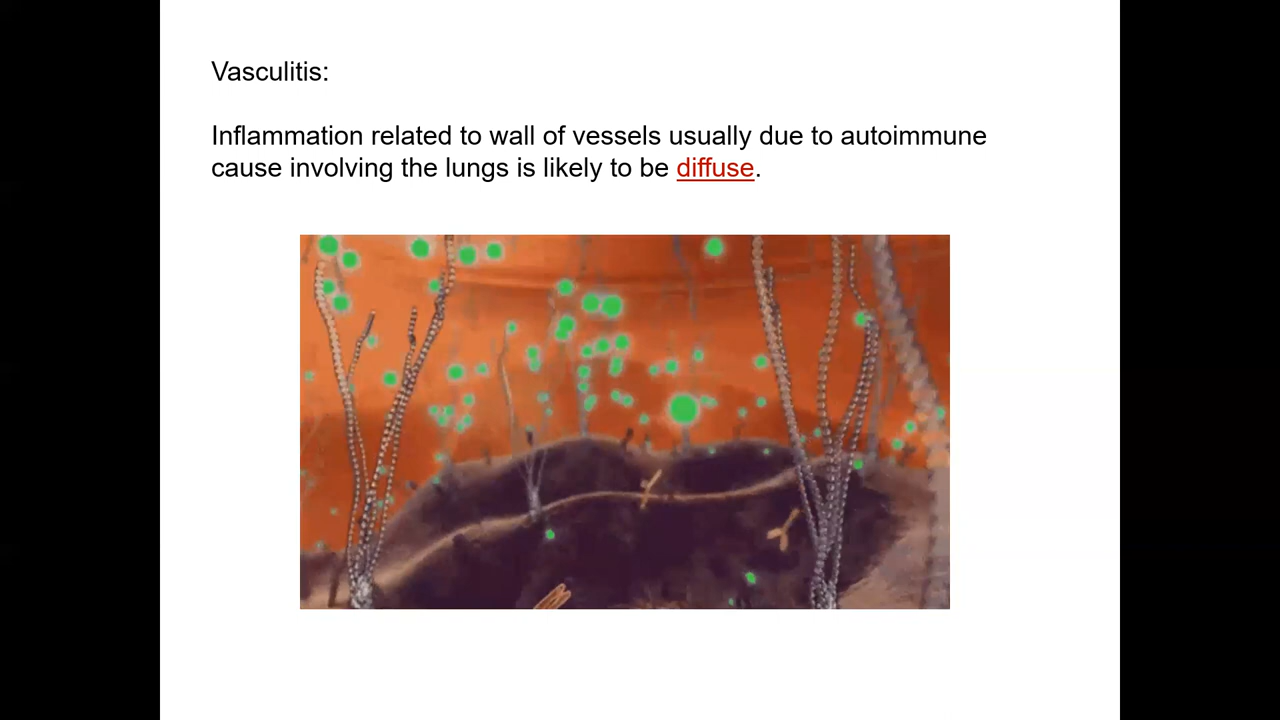 Vasculitis:
Inflammation related to wall of vessels usually due to autoimmune
cause involving the lungs is likely to be diffuse.